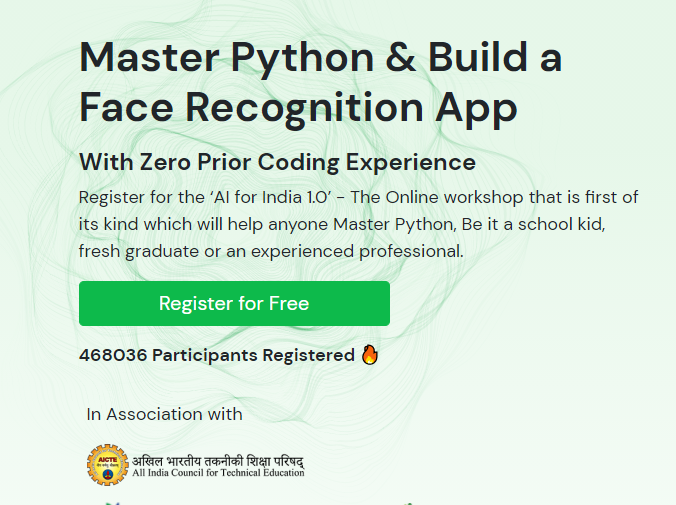 Master Python & Build a
Face Recognition App
With Zero Prior Coding Experience
Register for the ‘AI for India 1.0’ - The Online workshop that is first of
its kind which will help anyone Master Python, Be it a school kid,
fresh graduate or an experienced professional.
Register for Free
468036 Participants Registered 🔥
In Association with
AICTE
अखिल भारतीय तकनीकी शिक्षा परिषद्
All India Council for Technical Education